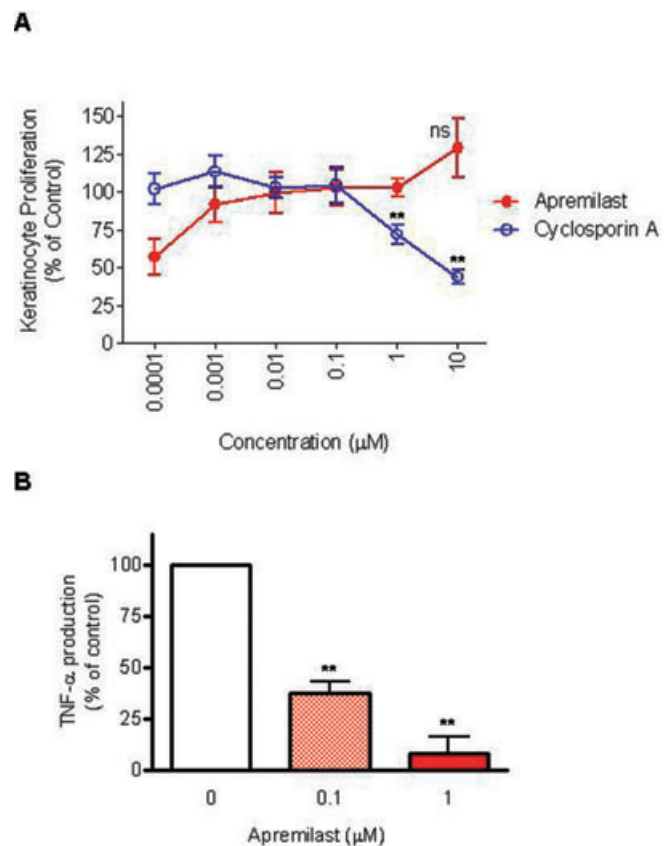 A
Keratinocyte Proliferation
(% of Control)
150
125
100
75
50
25
0
ns
**
**
Apremilast
Cyclosporin A
0.0001
0.001
0.01
0.1
1
10
Concentration (μM)
B
TNF-α production
(% of control)
100
75
50
25
0
**
**
0
0.1
1
Apremilast (μM)